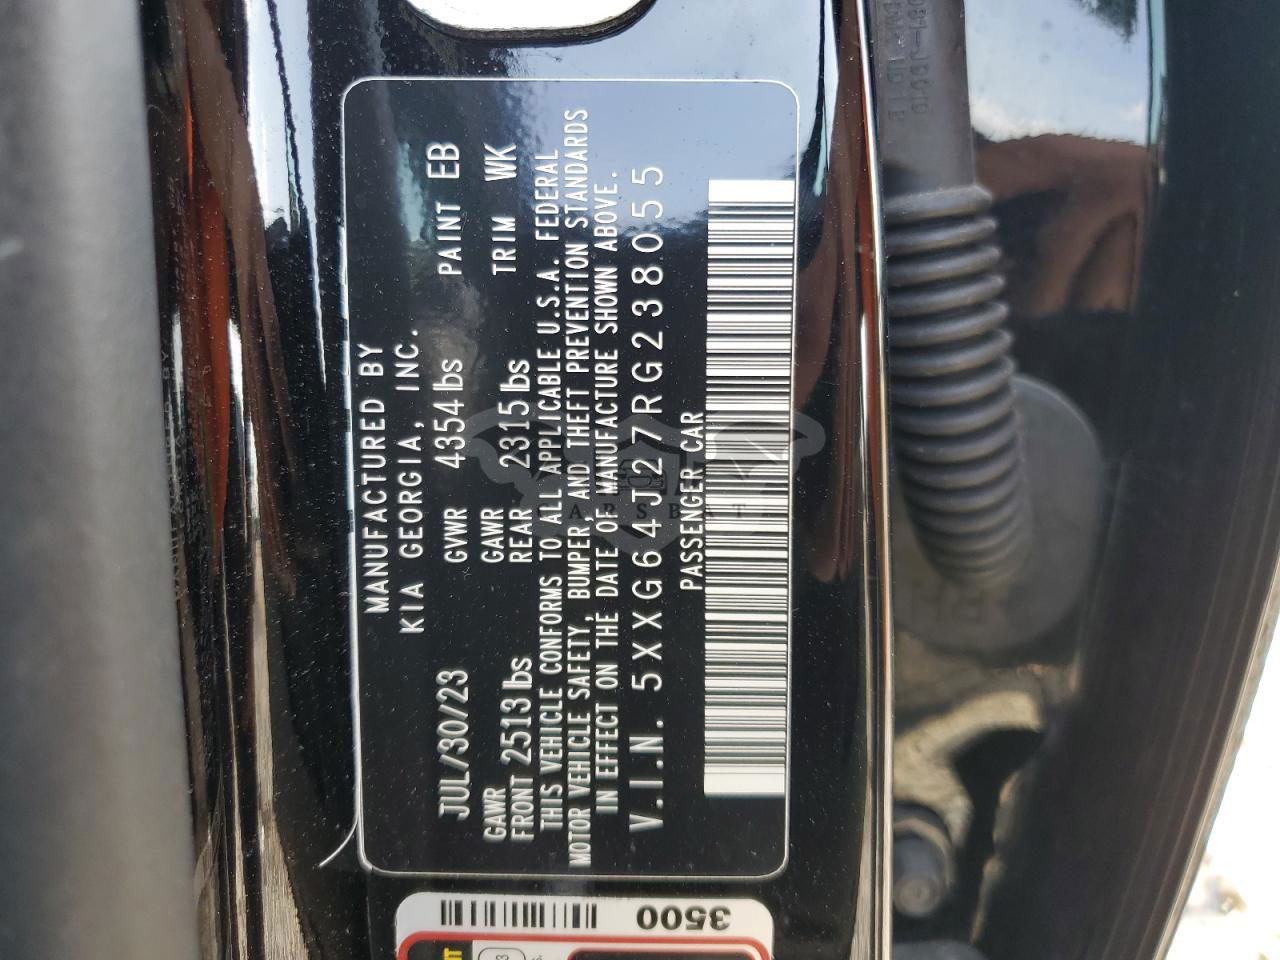 MANUFACTURED BY
KIA GEORGIA, INC.
JUL/30/23 GVWR 4354 lbs PAINT EB
GAWR FRONT 2513 lbs GAWR REAR 2315 lbs TRIM WK
THIS VEHICLE CONFORMS TO ALL APPLICABLE U.S.A. FEDERAL
MOTOR VEHICLE SAFETY, BUMPER, AND THEFT PREVENTION STANDARDS
IN EFFECT ON THE DATE OF MANUFACTURE SHOWN ABOVE.
V.I.N. 5XXG64J27RG238055
PASSENGER CAR
3500
CARSBAT